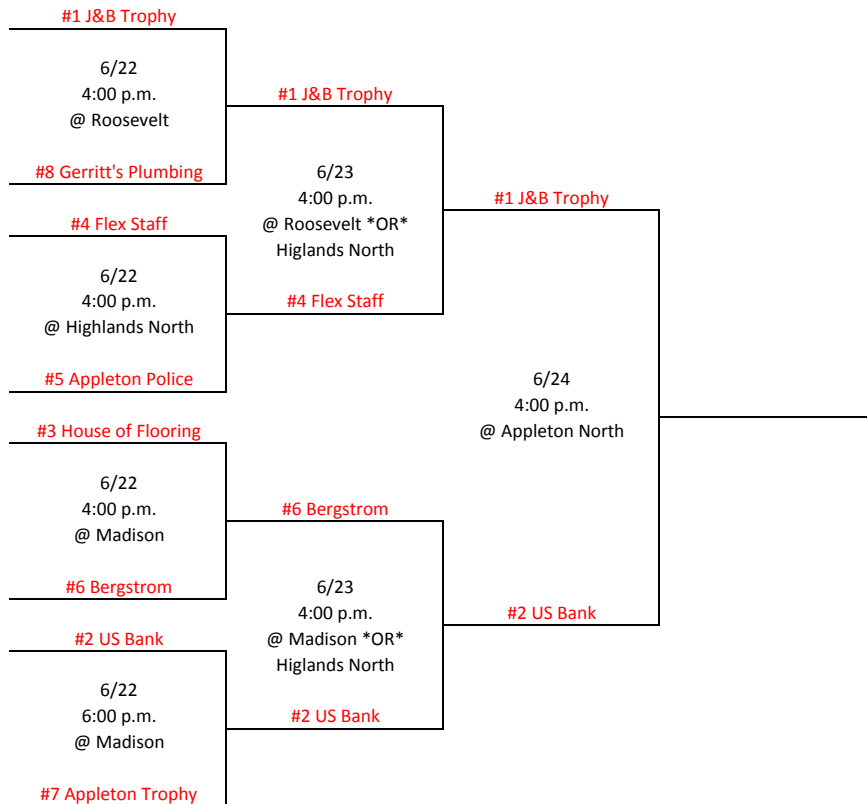 #1 J&B Trophy
6/22
4:00 p.m.
@ Roosevelt
#8 Gerritt's Plumbing
#4 Flex Staff
6/22
4:00 p.m.
@ Highlands North
#5 Appleton Police
#3 House of Flooring
6/22
4:00 p.m.
@ Madison
#6 Bergstrom
#2 US Bank
6/22
6:00 p.m.
@ Madison
#7 Appleton Trophy
#1 J&B Trophy
6/23
4:00 p.m.
@ Roosevelt *OR*
Higlands North
#4 Flex Staff
#6 Bergstrom
6/23
4:00 p.m.
@ Madison *OR*
Higlands North
#2 US Bank
#1 J&B Trophy
6/24
4:00 p.m.
@ Appleton North
#2 US Bank